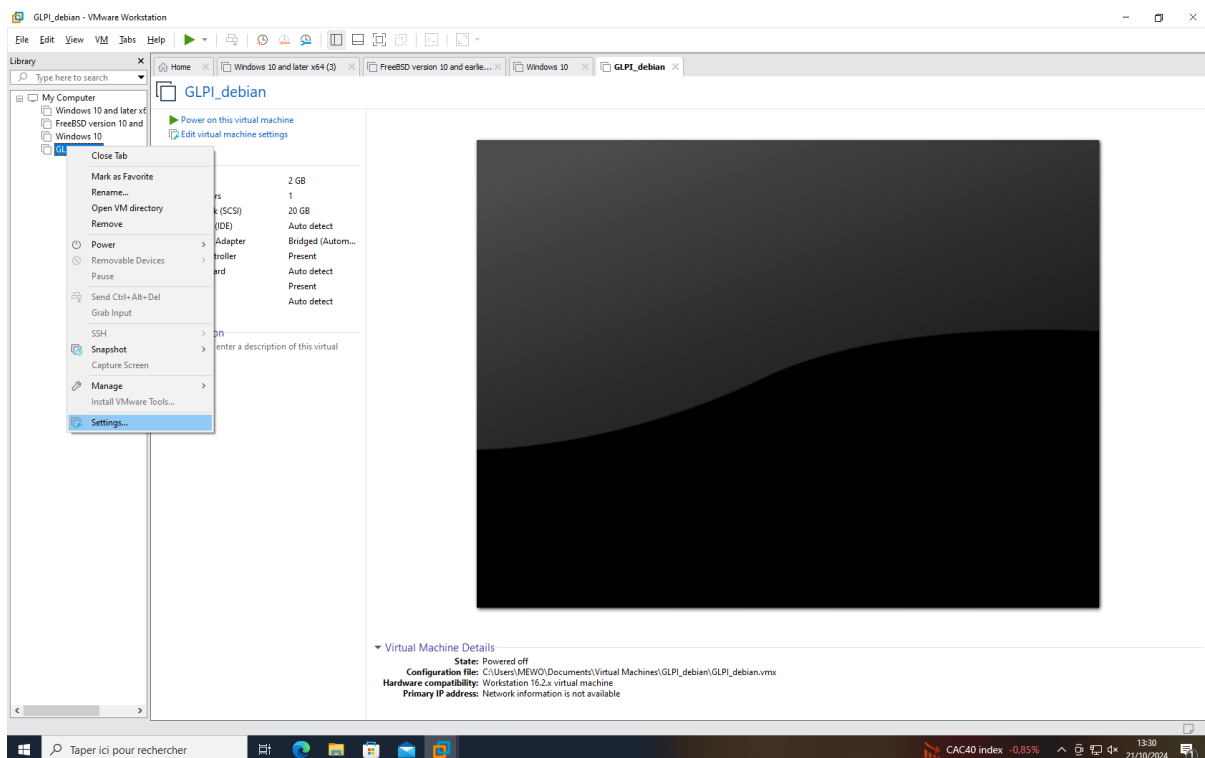 GLPI_debian - VMware Workstation
File Edit View VM Tabs Help
Library
Type here to search
My Computer
Windows 10 and later x6
FreeBSD version 10 and
Windows 10
GL
Home
Windows 10 and later x64 (3)
FreeBSD version 10 and earlie...
Windows 10
GLPI_debian
GLPI_debian
Power on this virtual machine
Edit virtual machine settings
Close Tab
Mark as Favorite
Rename...
Open VM directory
Remove
Power
Removable Devices
Pause
Send Ctrl+Alt+Del
Grab Input
SSH
Snapshot
Capture Screen
Manage
Install VMware Tools...
Settings...
2 GB
rs 1
k (SCSI) 20 GB
(IDE) Auto detect
Adapter Bridged (Autom...
troller Present
ard Auto detect
Present
Auto detect
on
enter a description of this virtual
Virtual Machine Details
State: Powered off
Configuration file: C:\Users\MEWO\Documents\Virtual Machines\GLPI_debian\GLPI_debian.vmx
Hardware compatibility: Workstation 16.2.x virtual machine
Primary IP address: Network information is not available
Taper ici pour rechercher
CAC40 index -0,85%
13:30
21/10/2024